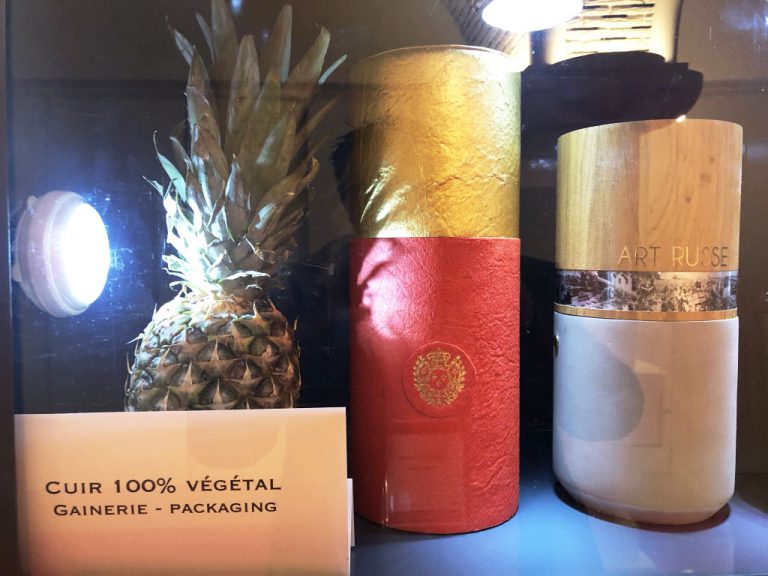 ART RUSSE
CUIR 100% VÉGÉTAL
GAINERIE - PACKAGING